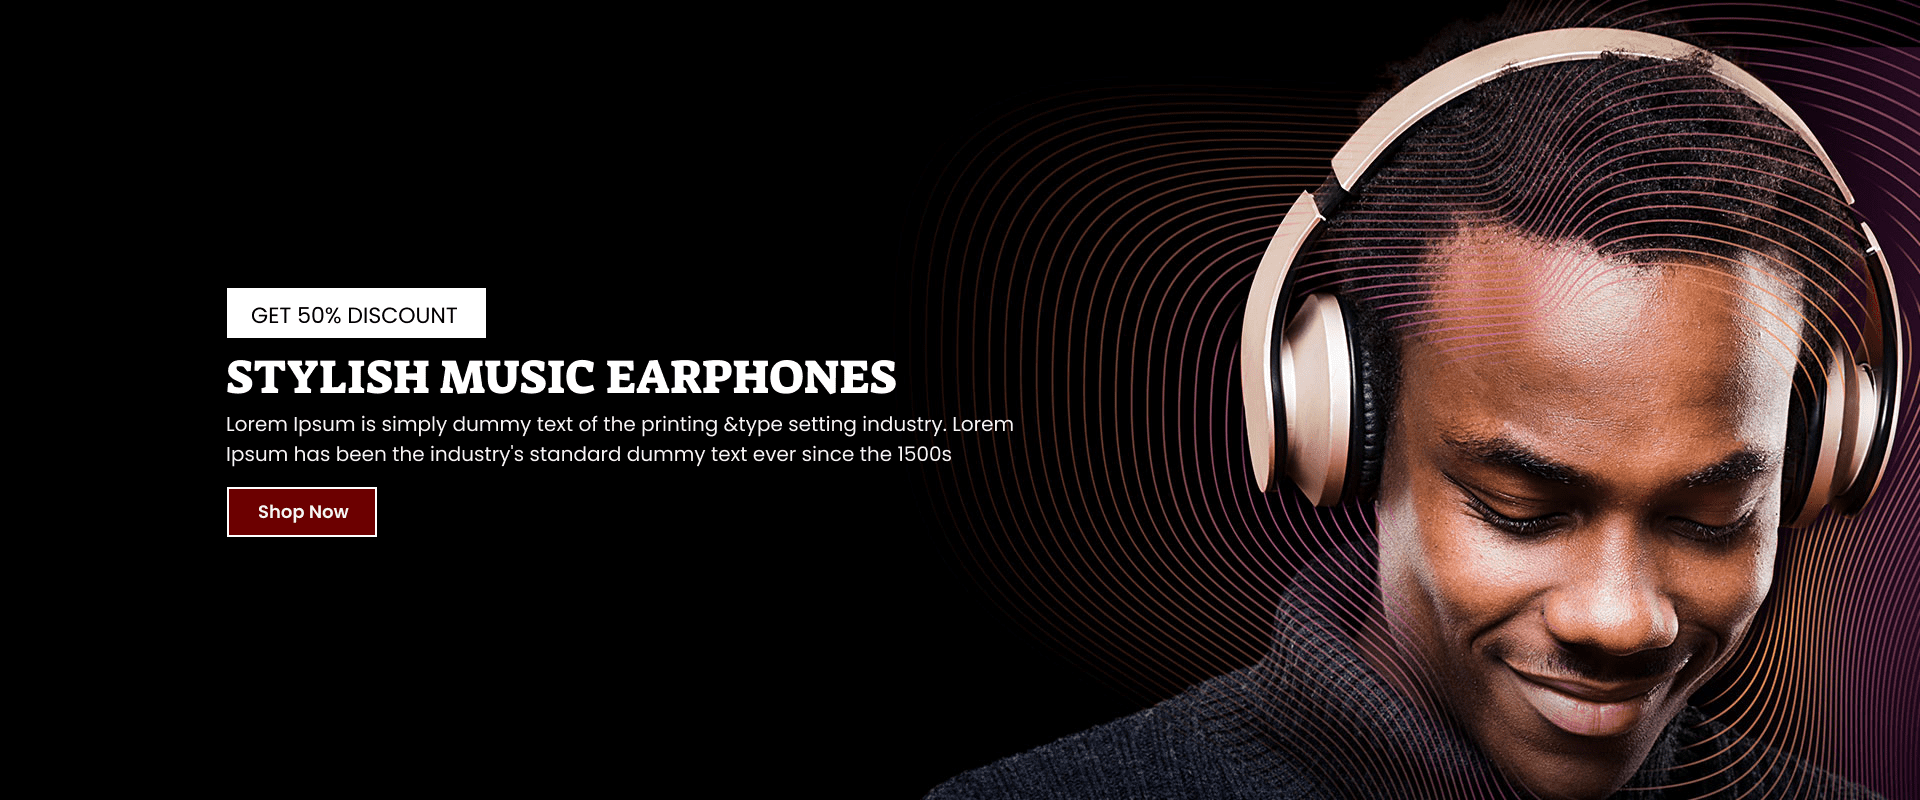 GET 50% DISCOUNT
STYLISH MUSIC EARPHONES
Lorem Ipsum is simply dummy text of the printing &type setting industry. Lorem
Ipsum has been the industry's standard dummy text ever since the 1500s
Shop Now